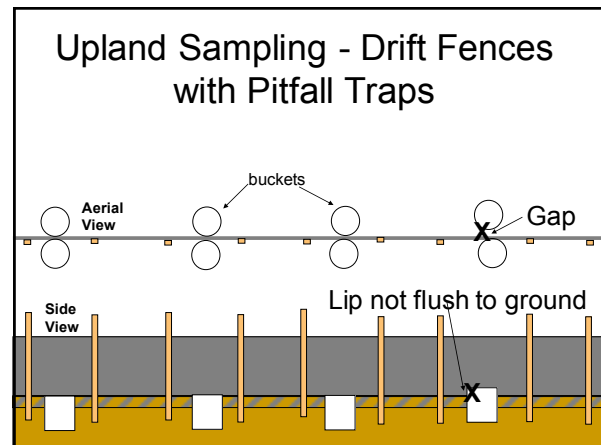 Upland Sampling - Drift Fences
with Pitfall Traps
buckets
Aerial
View
X
Gap
Side
View
Lip not flush to ground
X